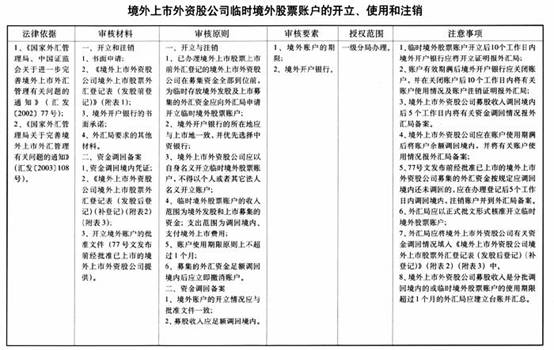 境外上市外资股公司临时境外股票账户的开立、使用和注销
法律依据
1、《国家外汇管
理局、中国证监
会关于进一步完
善境外上市外汇
管理有关问题的
通知》（汇发
[2002] 77号）；
2、《国家外汇管
理局关于完善境
外上市外汇管理
有关问题的通知》
（汇发[2003]108
号）。
审核材料
一、开立和注销
1、书面申请；
2、《境外上市外资股
公司境外上市股票外汇
登记表（发股前登
记）》（附表1）；
3、境外开户银行的书
面承诺；
4、外汇局要求的其他
材料。
二、资金调回备案
1、资金调回境内凭证；
2、《境外上市外资股
公司境外上市股票外汇
登记表（发股后登
记）（补登记）（附表2）
（附表3）；
3、开立境外账户的批
准文件（77号文发布
前经批准已上市的境
外上市外资股公司提
供）。
审核原则
一、开立与注销
1、已办理境外上市股票上市
前外汇登记的境外上市外资股
公司在募集资金全部到位前，
为临时存放境外发股及上市募
集的外汇资金应向外汇局申请
开立临时境外股票账户；
2、境外开户银行的所在地应
与上市地一致，并优先选择中
资银行；
3、境外上市外资股公司应以
自身名义开立临时境外股票账
户，不得以个人或者其它法人
名义开立账户；
4、临时境外股票账户的收入
范围为境外发股和上市募集的
资金；支出范围为调回境内、
支付境外上市费用；
5、账户使用期限原则上不超
过1个月；
6、募集的外汇资金足额调回境
内后应立即撤消账户。
二、资金调回备案
1、境外账户的开立情况应与
批准文件一致；
2、募股收入应足额调回境内。
审核要素
1、境外账户的期
限；
2、境外开户银行。
授权范围
一级分局办理。
注意事项
1、临时境外股票账户开立后10个工作日内
境外开户银行应将开立证明报外汇局；
2、账户有效期满后境外开户银行应关闭账
户，并在关闭账户后10个工作日内将有关
账户使用情况及账户注销证明报外汇局；
3、境外上市外资股公司募股收入调回境内
后5个工作日内将有关资金调回情况报外
汇局备案；
4、境外上市外资股公司应在账户使用期满
后将账户余额调回境内，并将有关账户使
用情况报外汇局备案；
5、77号文发布前经批准已上市的境外上市
外资股公司募集的外汇资金按规定应调回
境内还未调回的，应在办理登记后5个工作
日内调回境内，注销账户并到外汇局备案；
6、外汇局应以正式批文形式核准开立临时
境外股票账户；
7、外汇局应将境外上市外资股公司有关资
金调回情况填入《境外上市外资股公司境
外上市股票外汇登记表（发股后登记）（补
登记）》（附表2）（附表3）中。
8、境外上市外资股公司募股收入是分批调
回境内的或临时境外股票账户的使用期限
超过1个月的外汇局应建立台账并汇总。